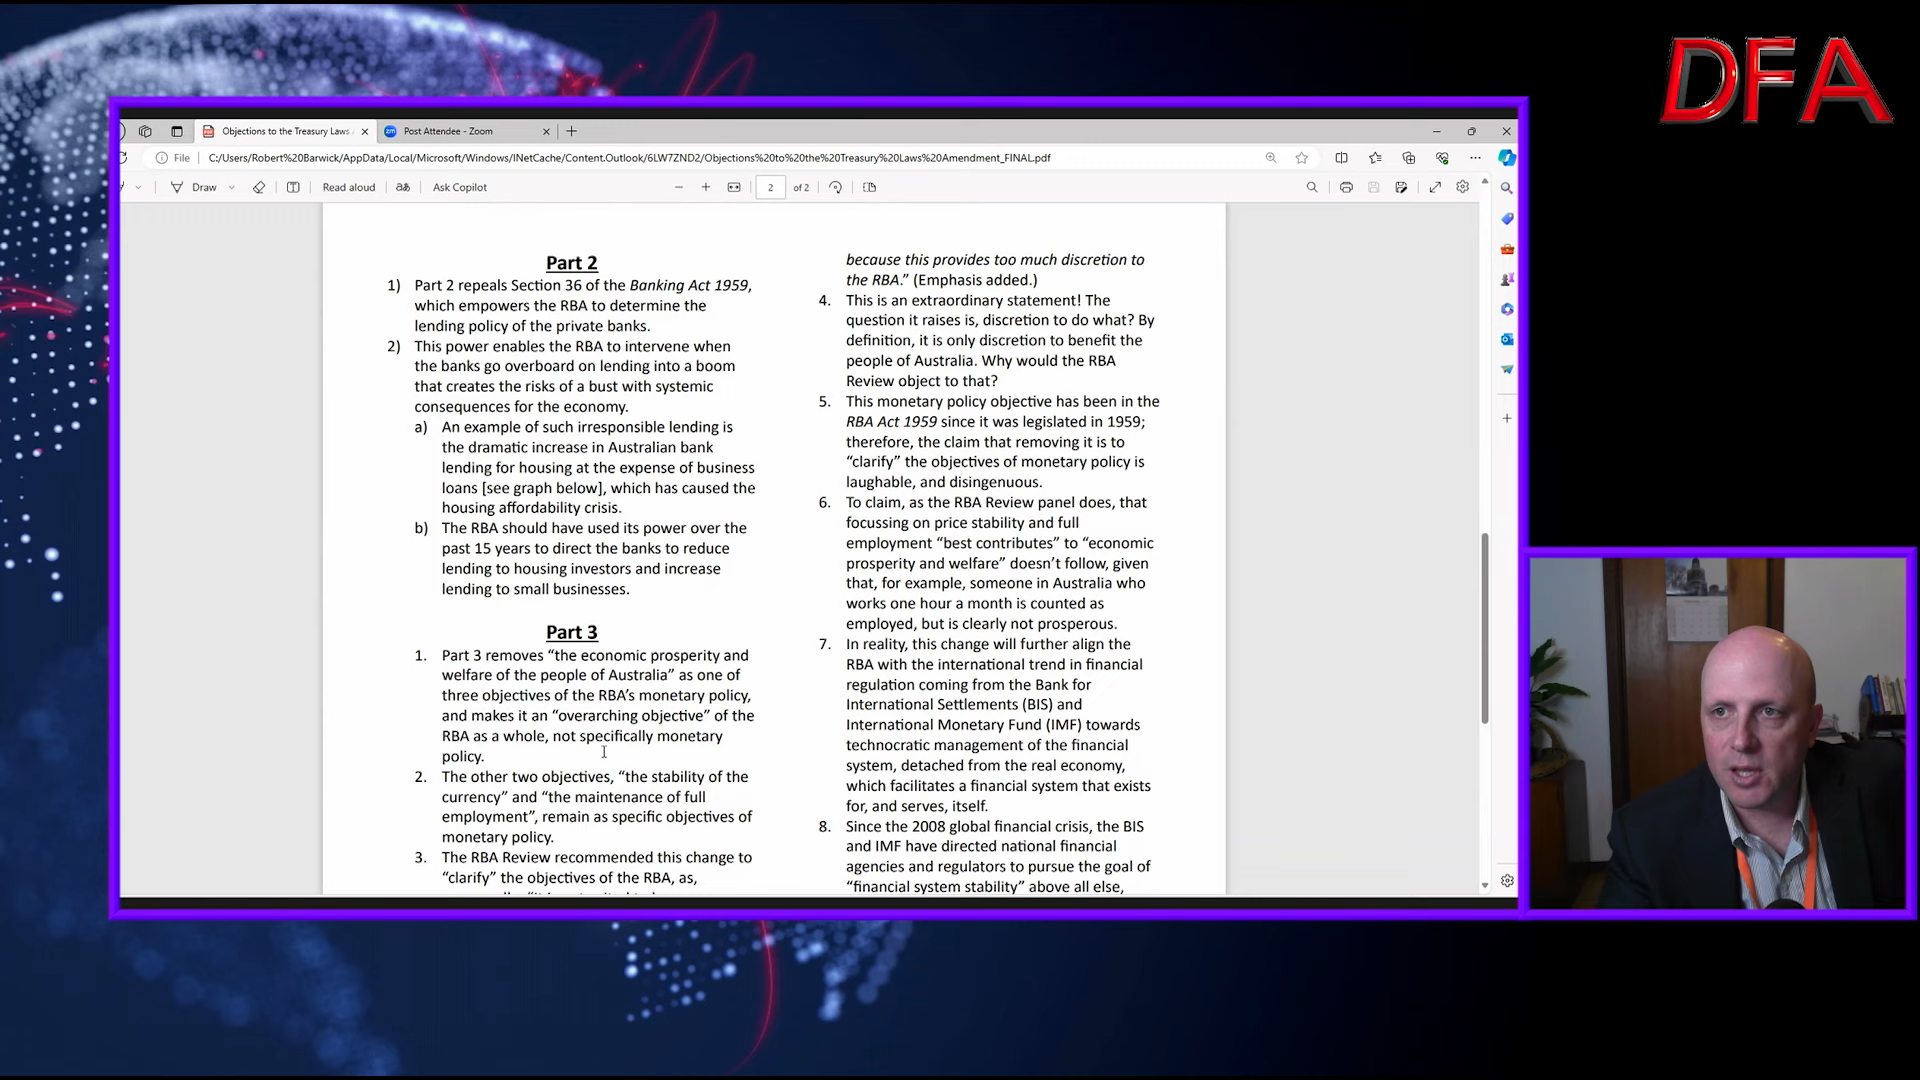 DFA
Objections to the Treasury Laws
Post Attendee - Zoom
File
C:/Users/Robert%20Barwick/AppData/Local/Microsoft/Windows/INetCache/Content.Outlook/6LW7ZND2/Objections%20to%20the%20Treasury%20Laws%20Amendment_FINAL.pdf
Draw
Read aloud
Ask Copilot
2
of 2
Part 2
1) Part 2 repeals Section 36 of the Banking Act 1959,
which empowers the RBA to determine the
lending policy of the private banks.
2) This power enables the RBA to intervene when
the banks go overboard on lending into a boom
that creates the risks of a bust with systemic
consequences for the economy.
a) An example of such irresponsible lending is
the dramatic increase in Australian bank
lending for housing at the expense of business
loans [see graph below], which has caused the
housing affordability crisis.
b) The RBA should have used its power over the
past 15 years to direct the banks to reduce
lending to housing investors and increase
lending to small businesses.
Part 3
1. Part 3 removes “the economic prosperity and
welfare of the people of Australia” as one of
three objectives of the RBA’s monetary policy,
and makes it an “overarching objective” of the
RBA as a whole, not specifically monetary
policy.
2. The other two objectives, “the stability of the
currency” and “the maintenance of full
employment”, remain as specific objectives of
monetary policy.
3. The RBA Review recommended this change to
“clarify” the objectives of the RBA, as,
because this provides too much discretion to
the RBA.” (Emphasis added.)
4. This is an extraordinary statement! The
question it raises is, discretion to do what? By
definition, it is only discretion to benefit the
people of Australia. Why would the RBA
Review object to that?
5. This monetary policy objective has been in the
RBA Act 1959 since it was legislated in 1959;
therefore, the claim that removing it is to
“clarify” the objectives of monetary policy is
laughable, and disingenuous.
6. To claim, as the RBA Review panel does, that
focussing on price stability and full
employment “best contributes” to “economic
prosperity and welfare” doesn’t follow, given
that, for example, someone in Australia who
works one hour a month is counted as
employed, but is clearly not prosperous.
7. In reality, this change will further align the
RBA with the international trend in financial
regulation coming from the Bank for
International Settlements (BIS) and
International Monetary Fund (IMF) towards
technocratic management of the financial
system, detached from the real economy,
which facilitates a financial system that exists
for, and serves, itself.
8. Since the 2008 global financial crisis, the BIS
and IMF have directed national financial
agencies and regulators to pursue the goal of
“financial system stability” above all else,